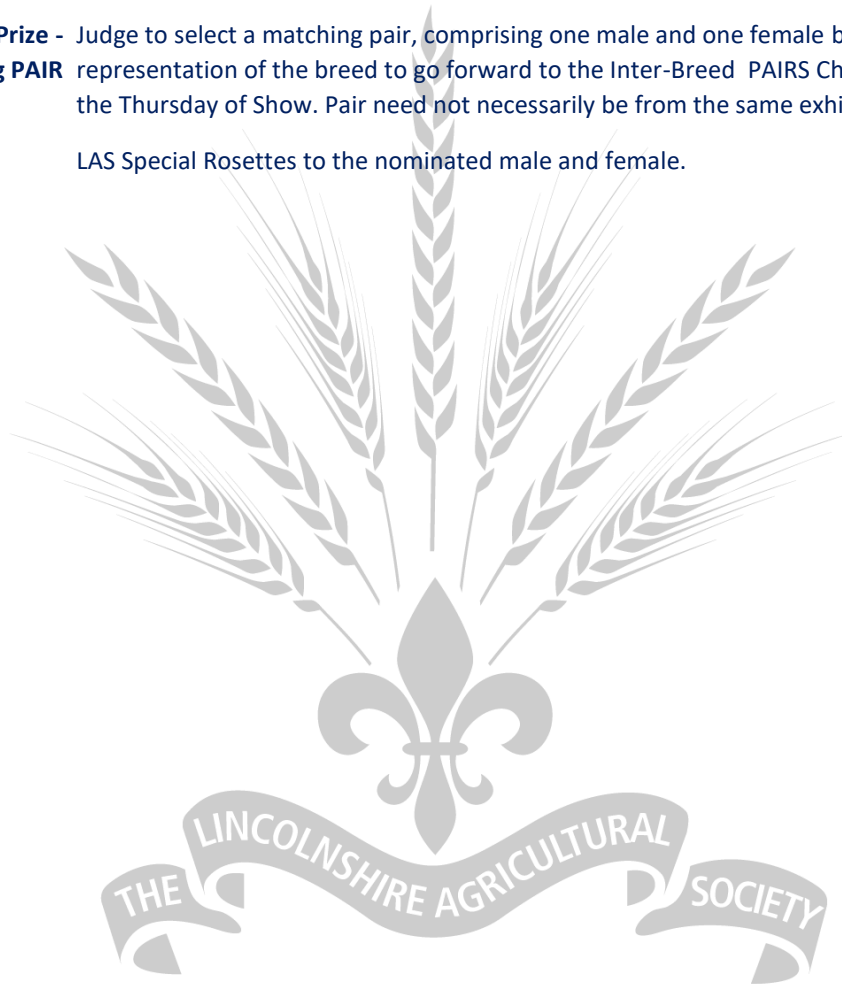 Prize - Judge to select a matching pair, comprising one male and one female b
PAIR representation of the breed to go forward to the Inter-Breed PAIRS Ch
the Thursday of Show. Pair need not necessarily be from the same exhi
LAS Special Rosettes to the nominated male and female.
THE LINCOLNSHIRE AGRICULTURAL SOCIETY